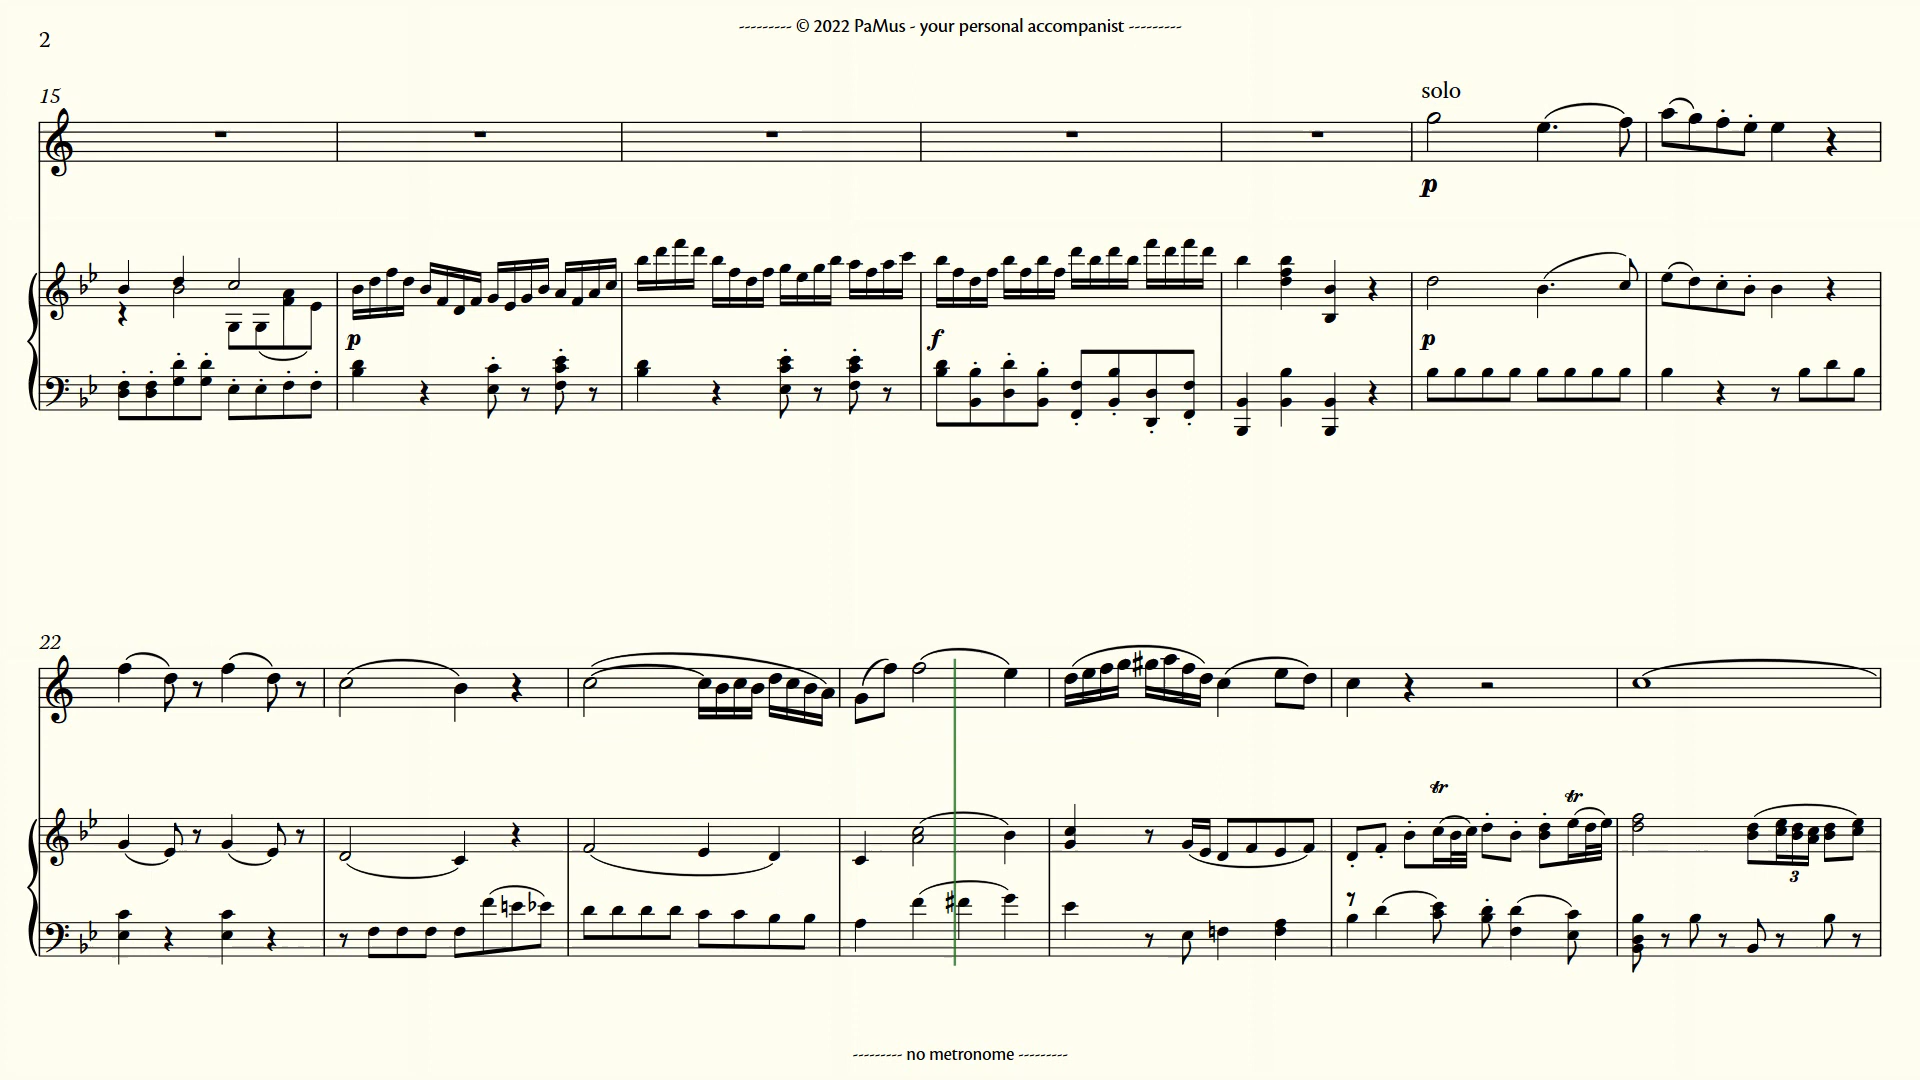 --------- © 2022 PaMus - your personal accompanist ---------
2
15
solo
p
p
f
p
22
tr
tr
3
--------- no metronome ---------